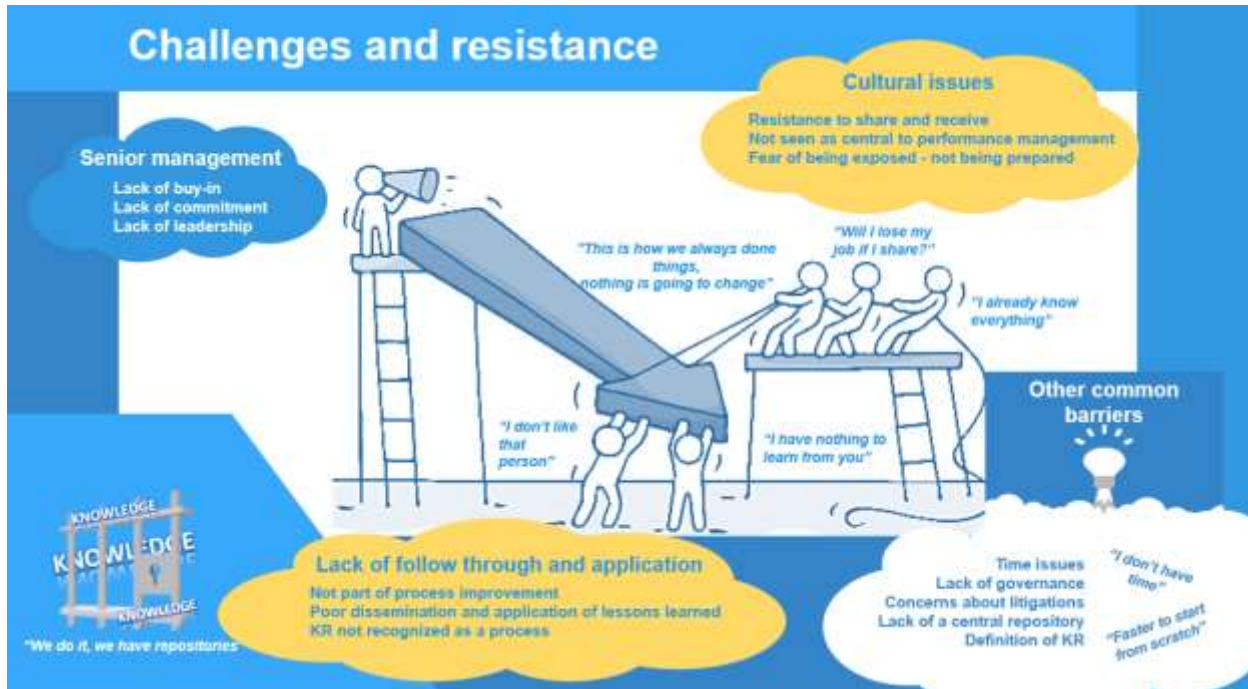 Challenges and resistance
Cultural issues
Resistance to share and receive
Not seen as central to performance management
Fear of being exposed - not being prepared
Senior management
Lack of buy-in
Lack of commitment
Lack of leadership
"This is how we always done
things,
nothing is going to change"
"Will I lose my
job if I share?"
"I already know
everything"
"I don't like
that
person"
"I have nothing to
learn from you"
Other common
barriers
Time issues
Lack of governance
Concerns about litigations
Lack of a central repository
Definition of KR
"I don't have
time"
"Faster to start
from scratch"
Lack of follow through and application
Not part of process improvement
Poor dissemination and application of lessons learned
KR not recognized as a process
KNOWLEDGE
KNOWLEDGE
KNOWLEDGE
"We do it, we have repositories